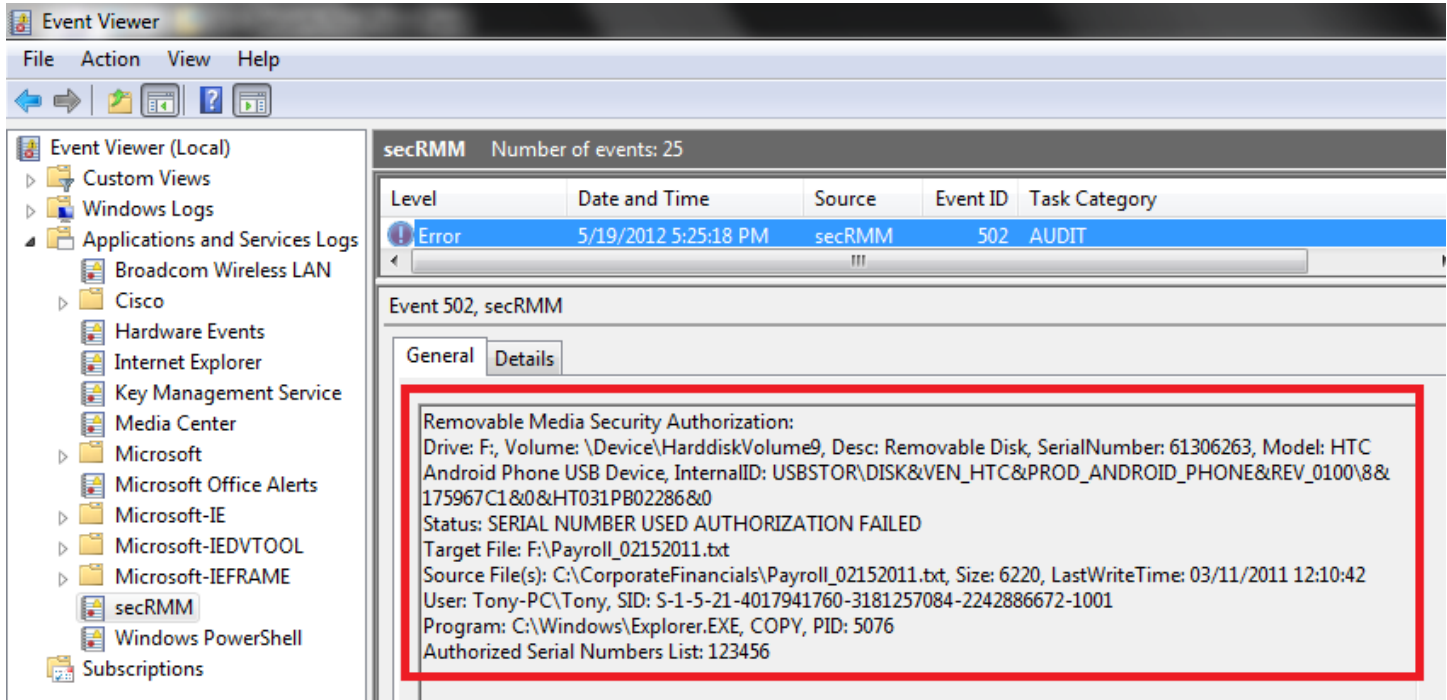 Event Viewer
File Action View Help
Event Viewer (Local)
Custom Views
Windows Logs
Applications and Services Logs
Broadcom Wireless LAN
Cisco
Hardware Events
Internet Explorer
Key Management Service
Media Center
Microsoft
Microsoft Office Alerts
Microsoft-IE
Microsoft-IEDVTOOL
Microsoft-IEFRAME
secRMM
Windows PowerShell
Subscriptions
secRMM Number of events: 25
Level Date and Time Source Event ID Task Category
Error 5/19/2012 5:25:18 PM secRMM 502 AUDIT
Event 502, secRMM
General Details
Removable Media Security Authorization:
Drive: F:, Volume: \Device\HarddiskVolume9, Desc: Removable Disk, SerialNumber: 61306263, Model: HTC
Android Phone USB Device, InternalID: USBSTOR\DISK&VEN_HTC&PROD_ANDROID_PHONE&REV_0100\8&
175967C1&0&HT031PB02286&0
Status: SERIAL NUMBER USED AUTHORIZATION FAILED
Target File: F:\Payroll_02152011.txt
Source File(s): C:\CorporateFinancials\Payroll_02152011.txt, Size: 6220, LastWriteTime: 03/11/2011 12:10:42
User: Tony-PC\Tony, SID: S-1-5-21-4017941760-3181257084-2242886672-1001
Program: C:\Windows\Explorer.EXE, COPY, PID: 5076
Authorized Serial Numbers List: 123456